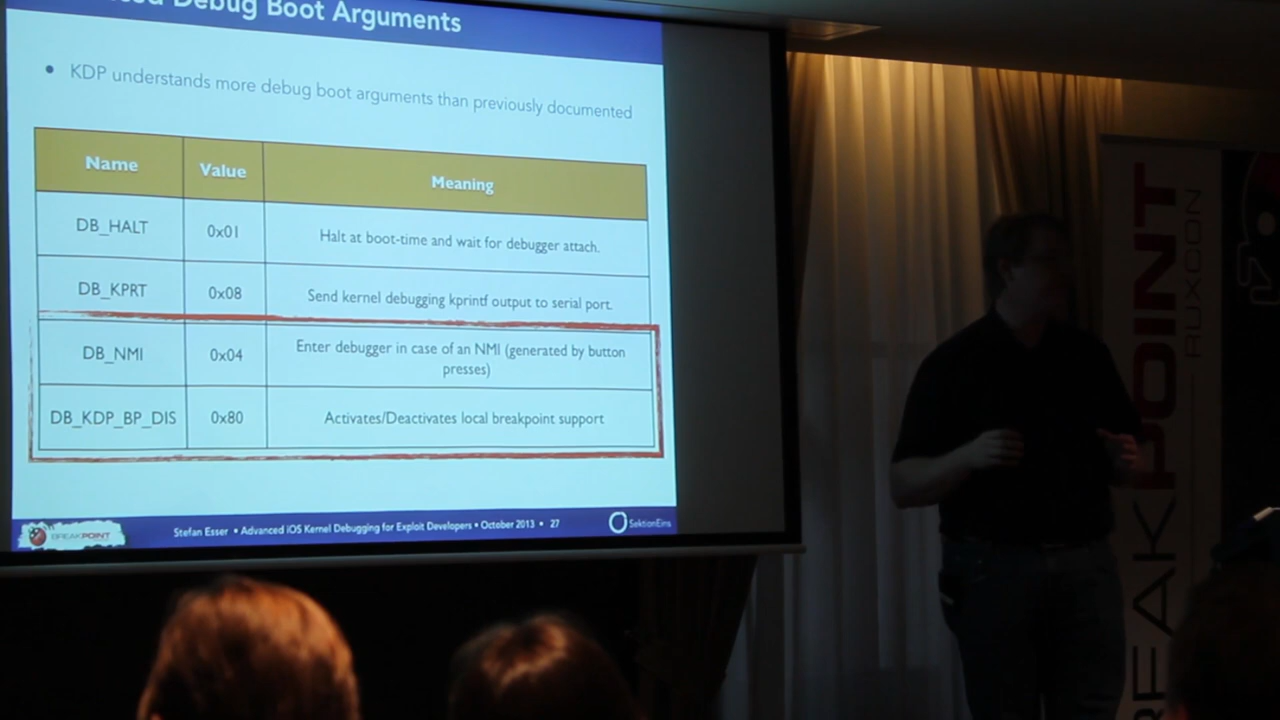 Debug Boot Arguments
• KDP understands more debug boot arguments than previously documented
Name Value Meaning
DB_HALT 0x01 Halt at boot-time and wait for debugger attach.
DB_KPRT 0x08 Send kernel debugging kprintf output to serial port.
DB_NMI 0x04 Enter debugger in case of an NMI (generated by button
presses)
DB_KDP_BP_DIS 0x80 Activates/Deactivates local breakpoint support
BREAKPOINT
Stefan Esser • Advanced iOS Kernel Debugging for Exploit Developers • October 2013 • 27
SektionEins
BREAKPOINT
RUXCON